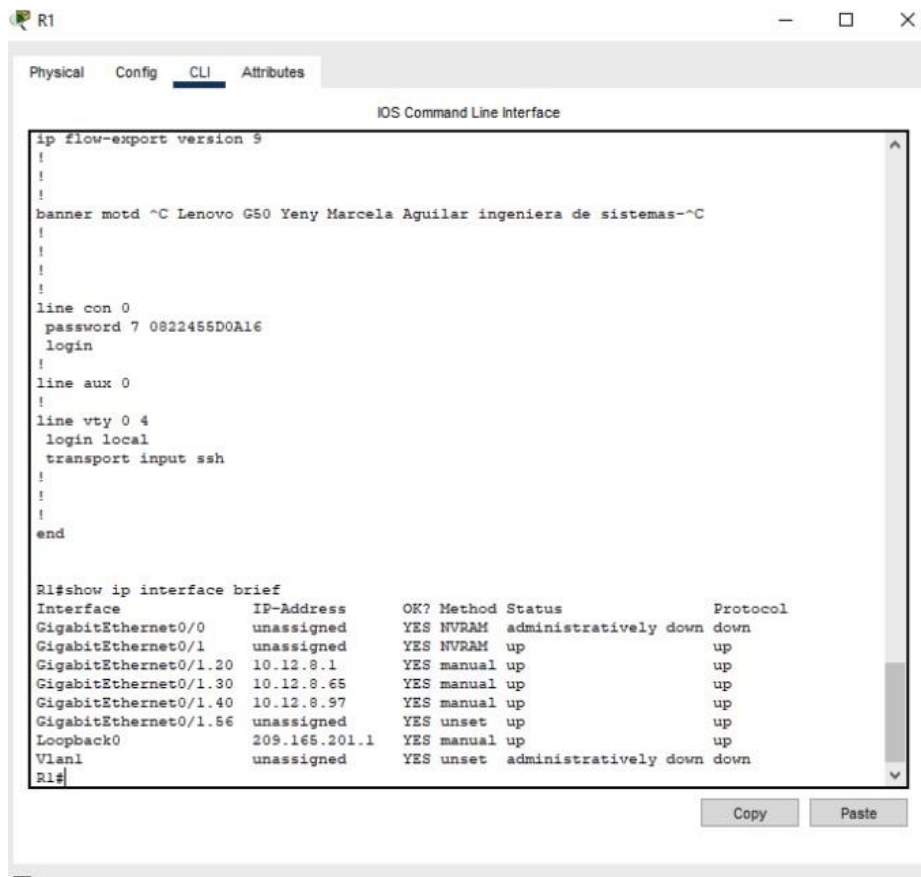 R1
Physical Config CLI Attributes
IOS Command Line Interface
ip flow-export version 9
!
!
!
banner motd ^C Lenovo G50 Yeny Marcela Aguilar ingeniera de sistemas-^C
!
!
!
!
line con 0
password 7 0822455D0A16
login
!
line aux 0
!
line vty 0 4
login local
transport input ssh
!
!
!
end
R1#show ip interface brief
Interface IP-Address OK? Method Status Protocol
GigabitEthernet0/0 unassigned YES NVRAM administratively down down
GigabitEthernet0/1 unassigned YES NVRAM up up
GigabitEthernet0/1.20 10.12.8.1 YES manual up up
GigabitEthernet0/1.30 10.12.8.65 YES manual up up
GigabitEthernet0/1.40 10.12.8.97 YES manual up up
GigabitEthernet0/1.56 unassigned YES unset up up
Loopback0 209.165.201.1 YES manual up up
Vlan1 unassigned YES unset administratively down down
R1#
Copy Paste